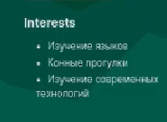 Interests
• Изучение языков
• Конные прогулки
• Изучение современных
технологий